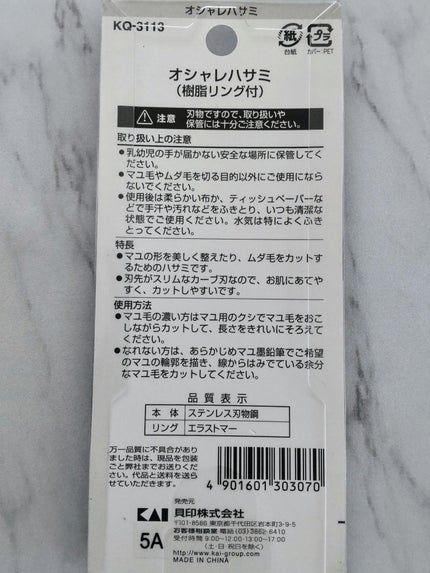 オシャレハサミ
KQ-3113
紙
台紙
プラ
カバー:PET
オシャレハサミ
(樹脂リング付)
注意
刃物ですので、取り扱いや
保管には十分ご注意ください。
取り扱い上の注意
●乳幼児の手が届かない安全な場所に保管してく
ださい。
●マユ毛やムダ毛を切る目的以外にご使用になら
ないでください。
●使用後は柔らかい布か、ティッシュペーパーな
どで手汗や汚れなどをふきとり、いつも清潔な
状態でご使用ください。水気は特によくふき
とってください。
特長
●マユの形を美しく整えたり、ムダ毛をカットす
るためのハサミです。
●刃先がスリムなカーブ刃なので、お肌にあてや
すく、カットしやすいです。
使用方法
●マユ毛の濃い方はマユ用のクシでマユ毛をおこ
しながらカットして、長さをきれいにそろえて
ください。
●なれない方は、あらかじめマユ墨鉛筆でご希望
のマユの輪郭を描き、線からはみでている余分
なマユ毛をカットしてください。
品質表示
本体 ステンレス刃物鋼
リング エラストマー
万一品質に不具合があり
ました時は、現品を包装
ごと弊社までお送りくだ
さい。代品と送料を送ら
せていただきます。
4 901601 303070
発売元
KAI 貝印株式会社
〒101-8586 東京都千代田区岩本町3-9-5
お客様相談室 電話(03)3862-6410
受付時間 9:00~12:00・13:00~17:00
(土・日・祝日を除く)
http://www.kai-group.com
5A
MADE IN CHINA